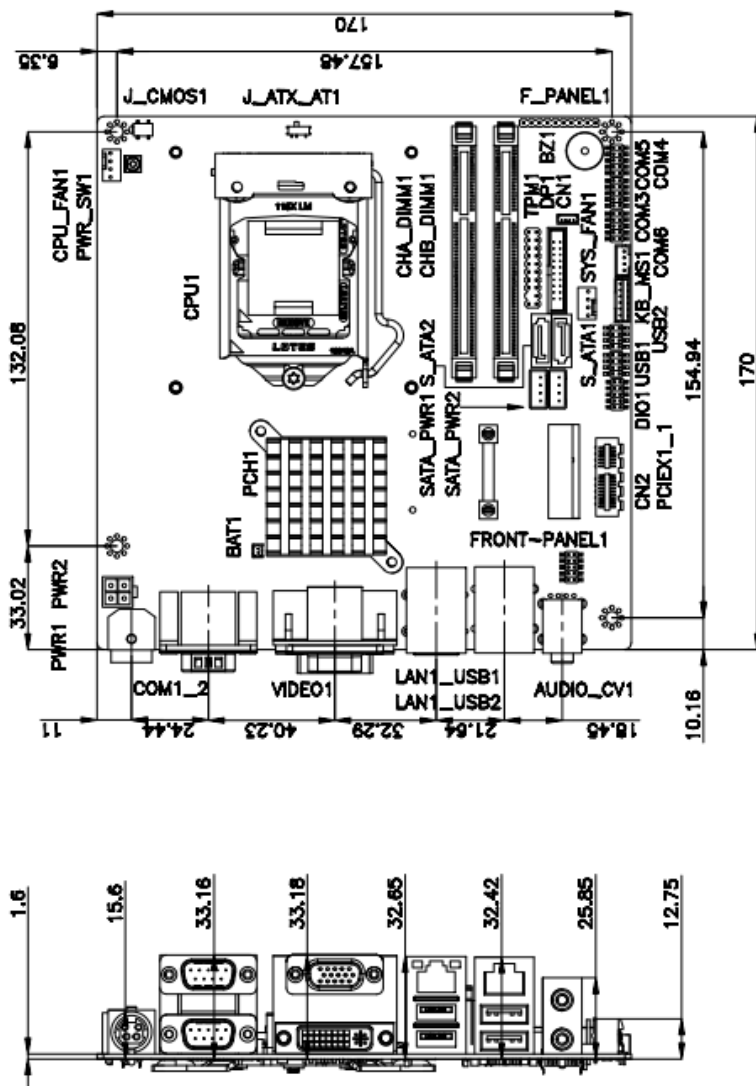 170
6.35
157.48
J_CMOS1
J_ATX_AT1
F_PANEL1
BZ1
COM5
COM4
CPU_FAN1
PWR_SW1
TPM1
DP1
CN1
COM3
CHA_DIMM1
CHB_DIMM1
SYS_FAN1
COM6
CPU1
KB_MS1
132.08
S_ATA2
S_ATA1
USB1
USB2
154.94
170
DIO1
SATA_PWR1
SATA_PWR2
PCH1
CN2
PCIEX1_1
BAT1
FRONT-PANEL1
33.02
PWR2
PWR1
COM1_2
VIDEO1
LAN1_USB1
LAN1_USB2
AUDIO_CV1
10.16
11
24.44
40.23
32.29
21.64
18.45
1.6
15.6
33.16
33.18
32.65
32.42
25.85
12.75